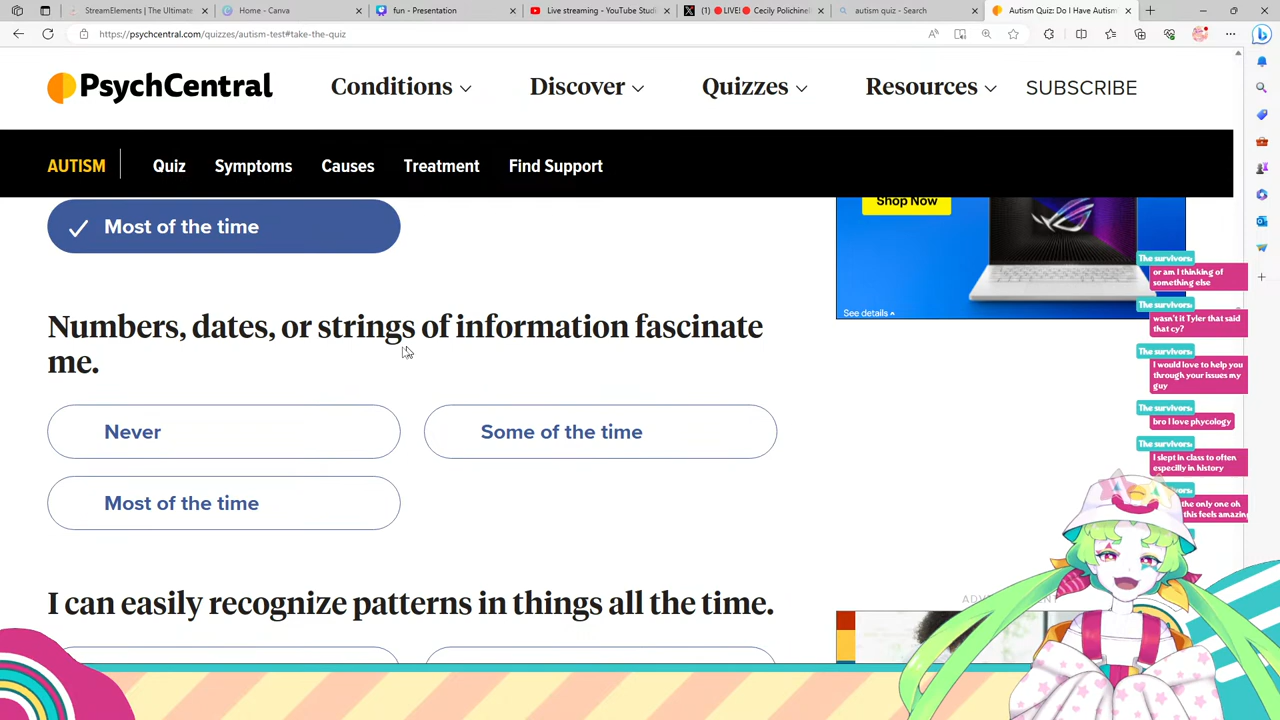 StreamElements | The Ultimate
Home - Canva
fun - Presentation
Live streaming - YouTube Studi
(1) 🔴LIVE!🔴 Cecily Polichinel
autism quiz - Search
Autism Quiz: Do I Have Autism
https://psychcentral.com/quizzes/autism-test#take-the-quiz
PsychCentral
Conditions
Discover
Quizzes
Resources
SUBSCRIBE
AUTISM
Quiz
Symptoms
Causes
Treatment
Find Support
Shop Now
See details
Most of the time
Numbers, dates, or strings of information fascinate
me.
Never
Some of the time
Most of the time
I can easily recognize patterns in things all the time.
The survivors:
or am I thinking of
something else
The survivors:
wasn't it Tyler that said
that cy?
The survivors:
I would love to help you
through your issues my
guy
The survivors:
bro I love phycology
The survivors:
I slept in class to often
especilly in history
the only one oh
this feels amazing